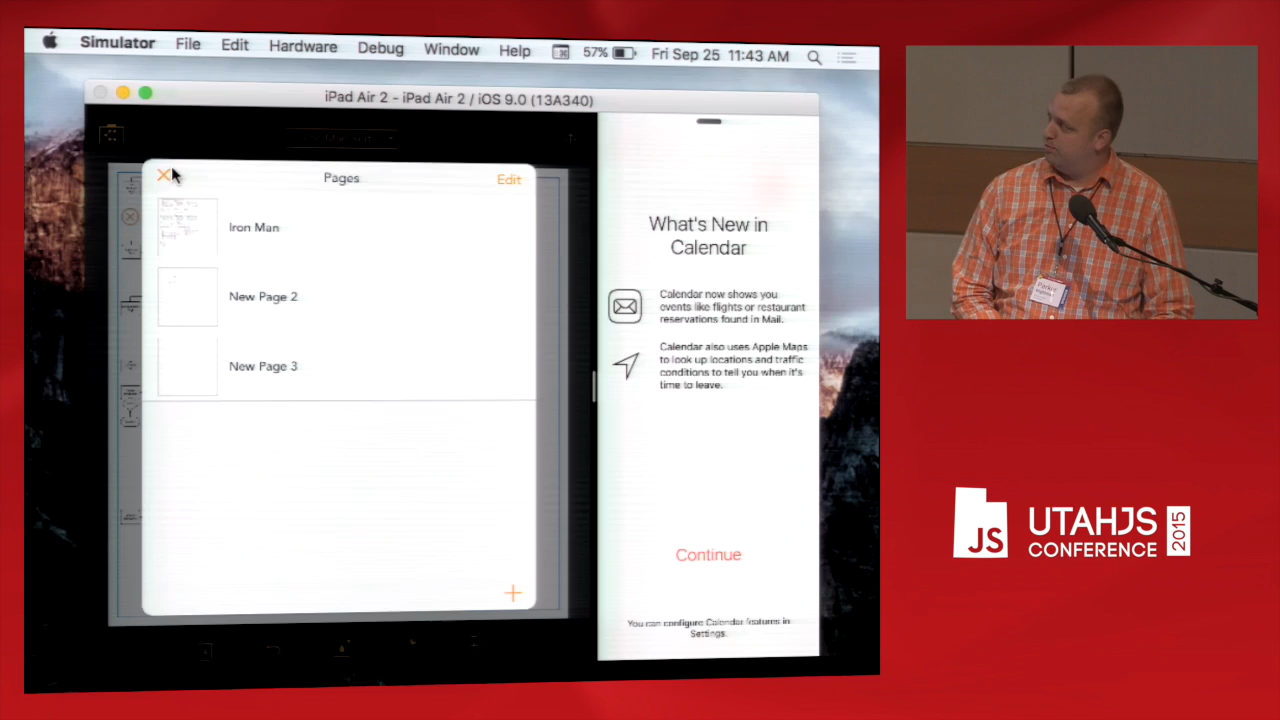 Simulator File Edit Hardware Debug Window Help 57% Fri Sep 25 11:43 AM
iPad Air 2 - iPad Air 2 / iOS 9.0 (13A340)
Pages
Edit
Iron Man
New Page 2
New Page 3
What's New in
Calendar
Calendar now shows you
events like flights or restaurant
reservations found in Mail.
Calendar also uses Apple Maps
to look up locations and traffic
conditions to tell you when it's
time to leave.
Continue
You can configure Calendar features in
Settings.
Parker
JS
UTAHJS
CONFERENCE
2015